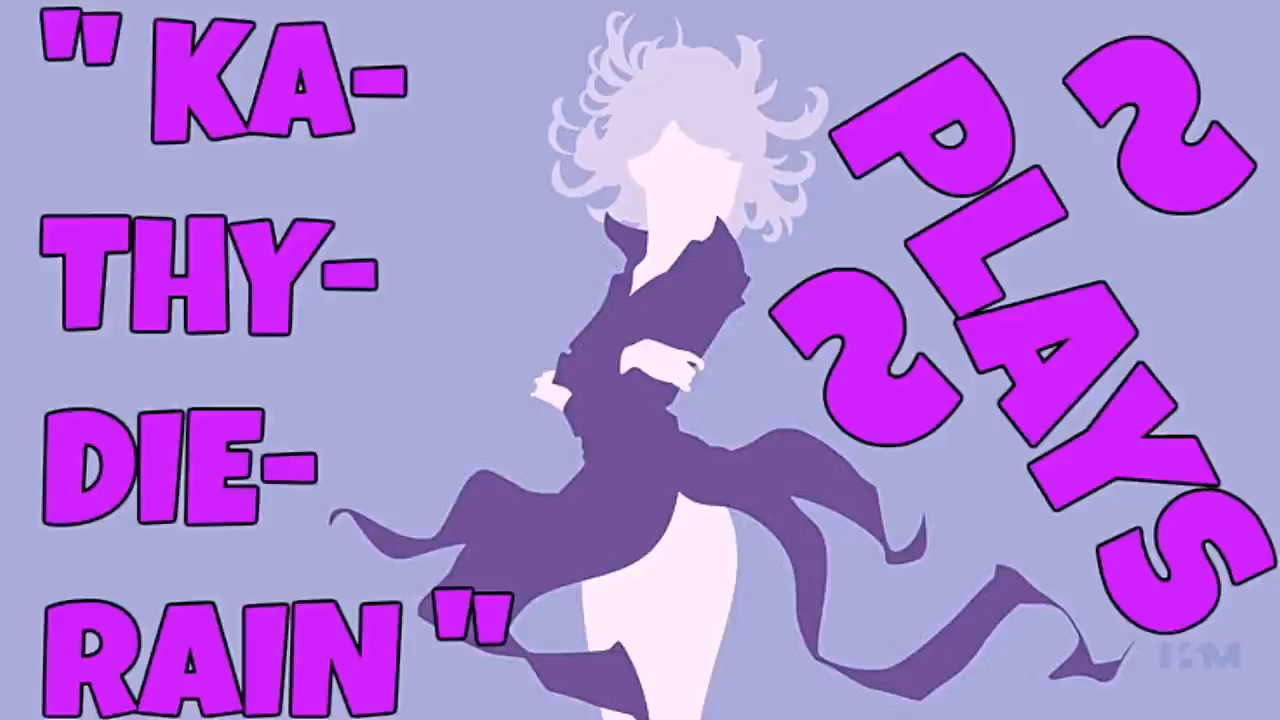 " KA-
THY-
DIE-
RAIN "
S PLAYS S